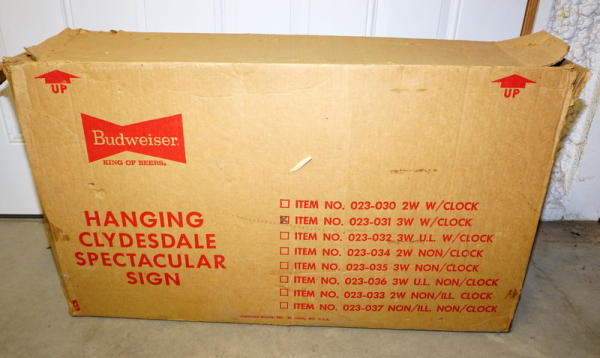 UP
UP
Budweiser
KING OF BEERS.
HANGING
CLYDESDALE
SPECTACULAR
SIGN
ITEM NO. 023-030 2W W/CLOCK
ITEM NO. 023-031 3W W/CLOCK
ITEM NO. 023-032 3W U.L. W/CLOCK
ITEM NO. 023-034 2W NON/CLOCK
ITEM NO. 023-035 3W NON/CLOCK
ITEM NO. 023-036 3W U.L. NON/CLOCK
ITEM NO. 023-033 2W NON/ILL. CLOCK
ITEM NO. 023-037 NON/ILL. NON/CLOCK